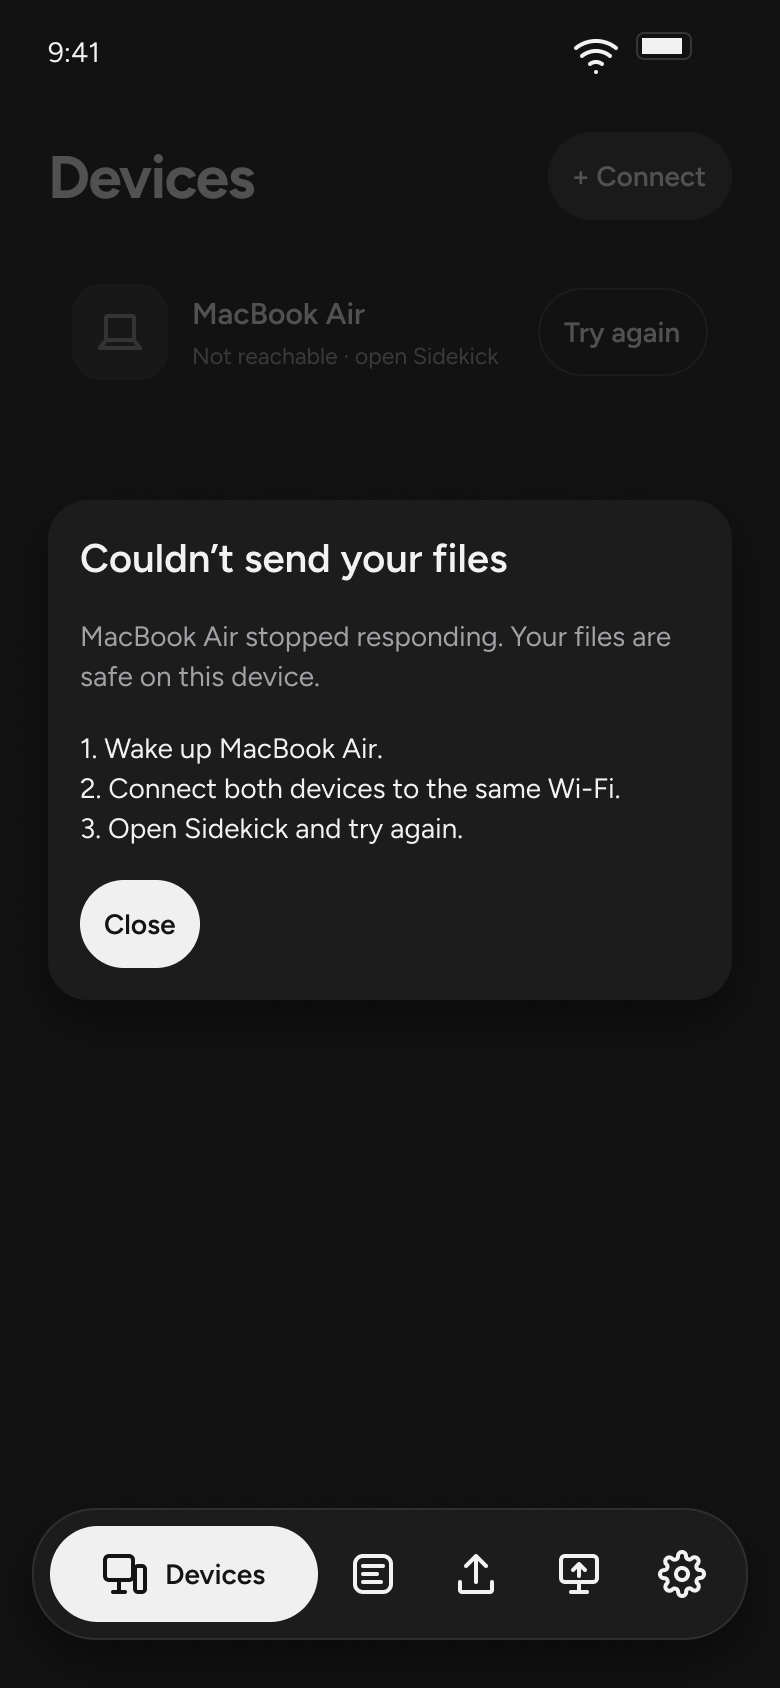 9:41
Devices
+ Connect
MacBook Air
Not reachable · open Sidekick
Try again
Couldn’t send your files
MacBook Air stopped responding. Your files are
safe on this device.
1. Wake up MacBook Air.
2. Connect both devices to the same Wi-Fi.
3. Open Sidekick and try again.
Close
Devices